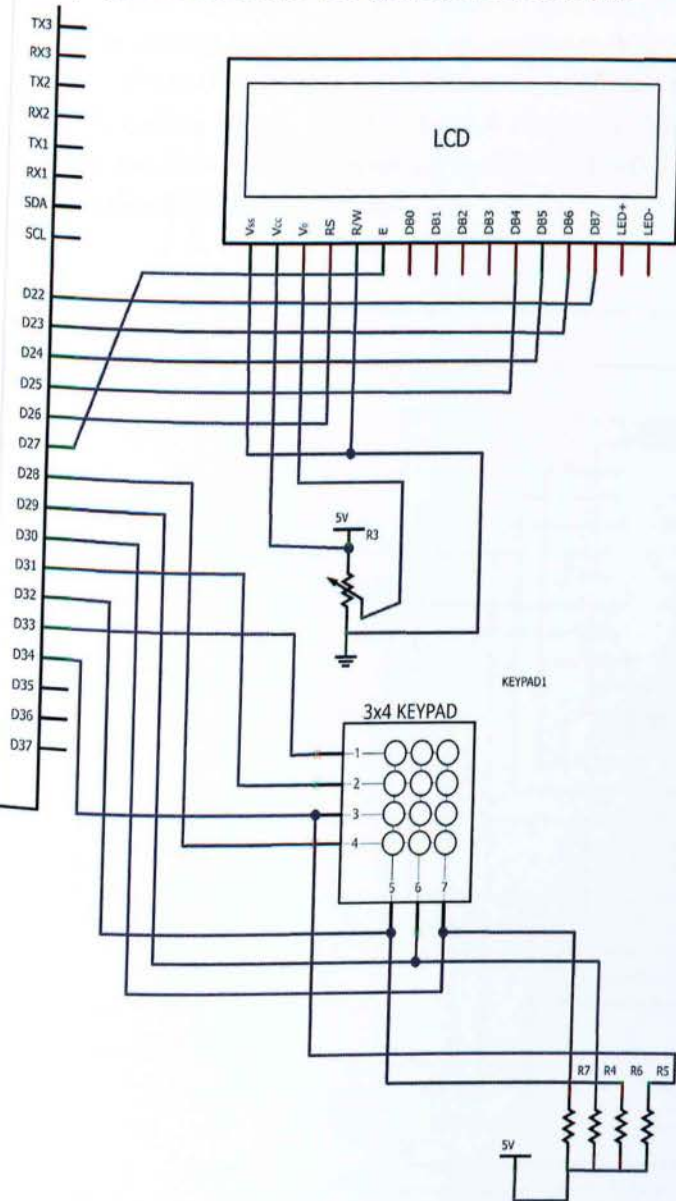 TX3
RX3
TX2
RX2
TX1
RX1
SDA
SCL
D22
D23
D24
D25
D26
D27
D28
D29
D30
D31
D32
D33
D34
D35
D36
D37
LCD
Vss
Vcc
V₀
RS
R/W
E
DB0
DB1
DB2
DB3
DB4
DB5
DB6
DB7
LED+
LED-
5V
R3
KEYPAD1
3x4 KEYPAD
1
2
3
4
5 6 7
R7 R4 R6 R5
5V